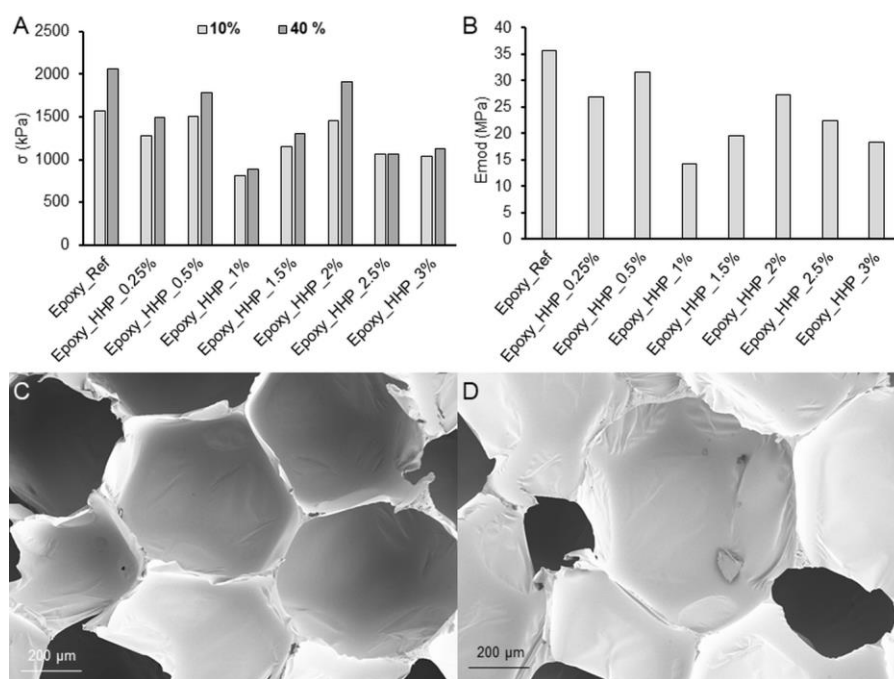 A
10%
40 %
2500
2000
1500
1000
500
0
σ (kPa)
Epoxy_Ref
Epoxy_HHP_0.25%
Epoxy_HHP_0.5%
Epoxy_HHP_1%
Epoxy_HHP_1.5%
Epoxy_HHP_2%
Epoxy_HHP_2.5%
Epoxy_HHP_3%
B
40
35
30
25
20
15
10
5
0
Emod (MPa)
Epoxy_Ref
Epoxy_HHP_0.25%
Epoxy_HHP_0.5%
Epoxy_HHP_1%
Epoxy_HHP_1.5%
Epoxy_HHP_2%
Epoxy_HHP_2.5%
Epoxy_HHP_3%
C
200 µm
D
200 µm